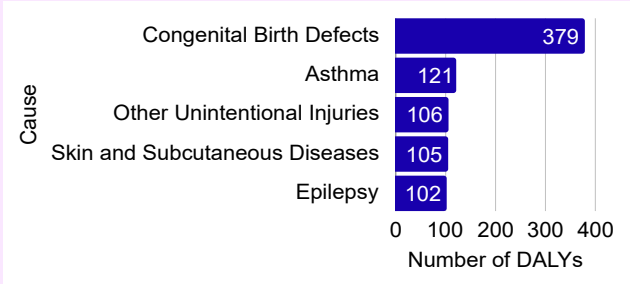 Cause
Congenital Birth Defects 379
Asthma 121
Other Unintentional Injuries 106
Skin and Subcutaneous Diseases 105
Epilepsy 102
0 100 200 300 400
Number of DALYs